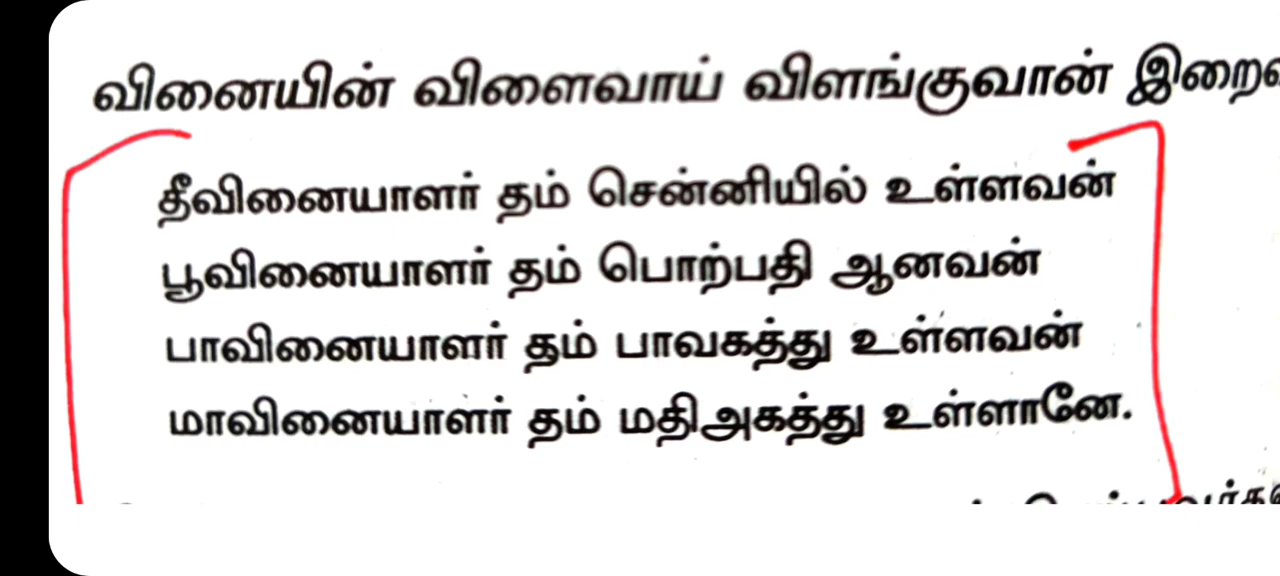 வினையின் விளைவாய் விளங்குவான்
தீவினையாளர் தம் சென்னியில் உள்ளவன்
பூவினையாளர் தம் பொற்பதி ஆனவன்
பாவினையாளர் தம் பாவகத்து உள்ளவன்
மாவினையாளர் தம் மதிஅகத்து உள்ளானே.